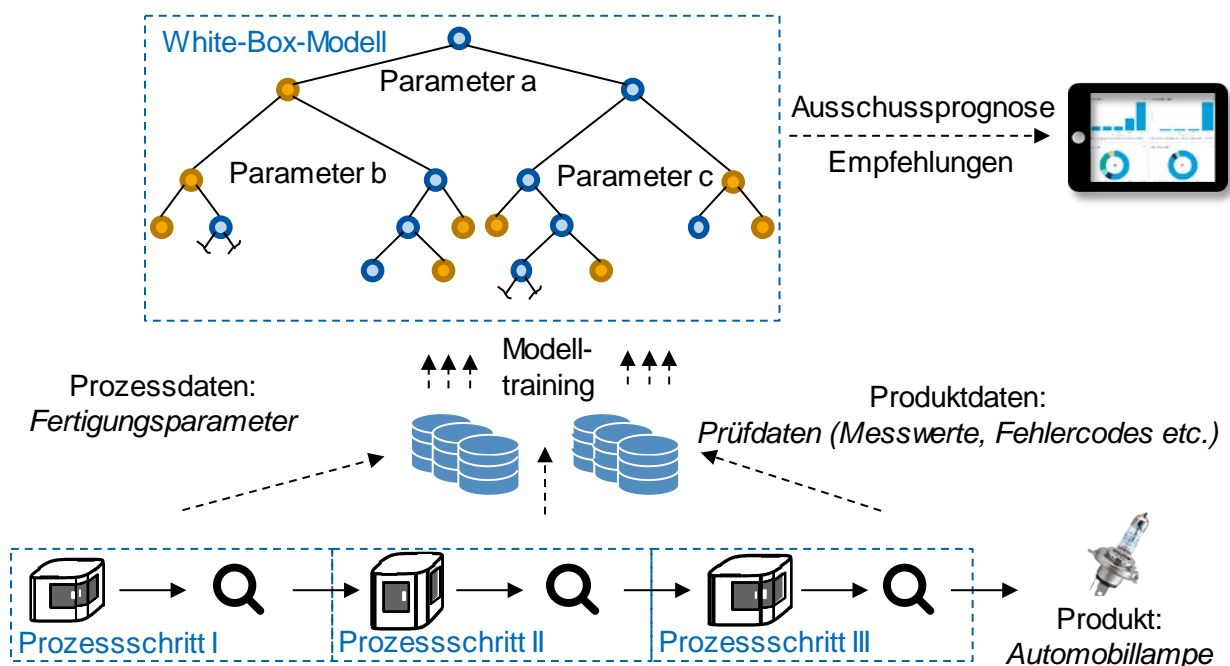 White-Box-Modell
Parameter a
Parameter b
Parameter c
Ausschussprognose
Empfehlungen
Modell-
training
Prozessdaten:
Fertigungsparameter
Produktdaten:
Prüfdaten (Messwerte, Fehlercodes etc.)
Prozessschritt I
Prozessschritt II
Prozessschritt III
Produkt:
Automobillampe